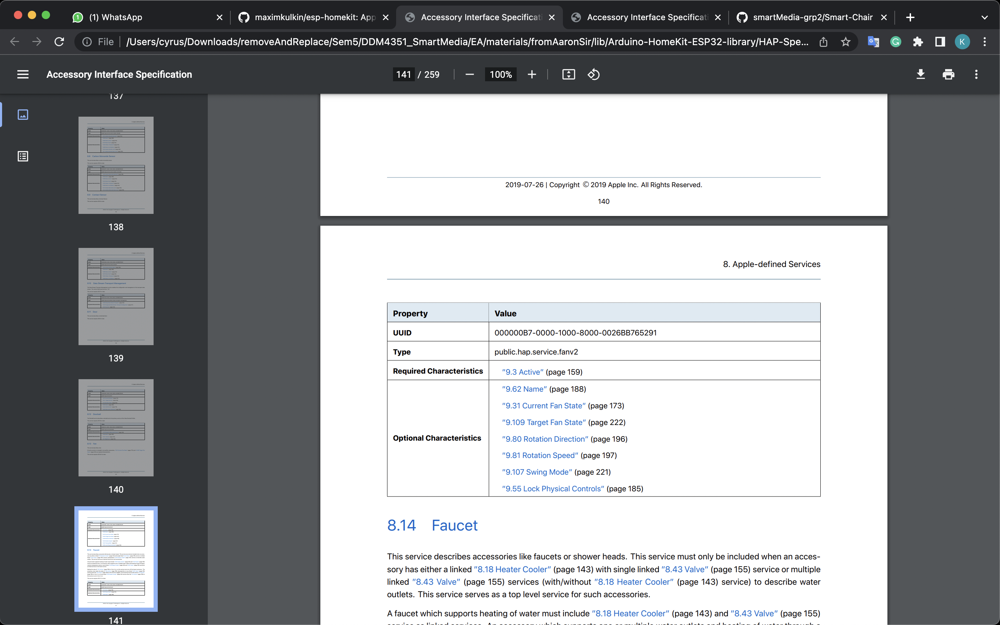 (1) WhatsApp
maximkulkin/esp-homekit: App
Accessory Interface Specificati
Accessory Interface Specificati
smartMedia-grp2/Smart-Chair
File
/Users/cyrus/Downloads/removeAndReplace/Sem5/DDM4351_SmartMedia/EA/materials/fromAaronSir/lib/Arduino-HomeKit-ESP32-library/HAP-Spe...
K
Accessory Interface Specification
141 / 259
100%
137
138
139
140
141
2019-07-26 | Copyright © 2019 Apple Inc. All Rights Reserved.
140
8. Apple-defined Services
Property Value
UUID 000000B7-0000-1000-8000-0026BB765291
Type public.hap.service.fanv2
Required Characteristics ”9.3 Active” (page 159)
Optional Characteristics
”9.62 Name” (page 188)
”9.31 Current Fan State” (page 173)
”9.109 Target Fan State” (page 222)
”9.80 Rotation Direction” (page 196)
”9.81 Rotation Speed” (page 197)
”9.107 Swing Mode” (page 221)
”9.55 Lock Physical Controls” (page 185)
8.14 Faucet
This service describes accessories like faucets or shower heads. This service must only be included when an acces-
sory has either a linked ”8.18 Heater Cooler” (page 143) with single linked ”8.43 Valve” (page 155) service or multiple
linked ”8.43 Valve” (page 155) services (with/without ”8.18 Heater Cooler” (page 143) service) to describe water
outlets. This service serves as a top level service for such accessories.
A faucet which supports heating of water must include ”8.18 Heater Cooler” (page 143) and ”8.43 Valve” (page 155)